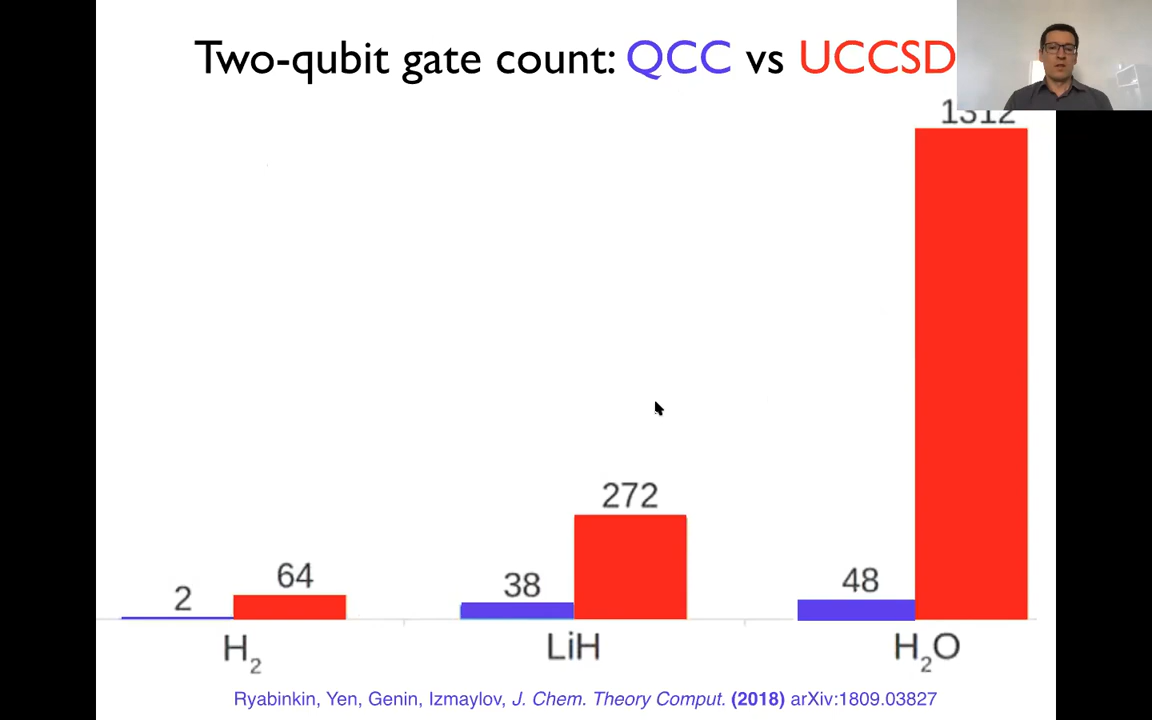 Two-qubit gate count: QCC vs UCCSD
1312
272
64
48
38
2
H₂
LiH
H₂O
Ryabinkin, Yen, Genin, Izmaylov, J. Chem. Theory Comput. (2018) arXiv:1809.03827